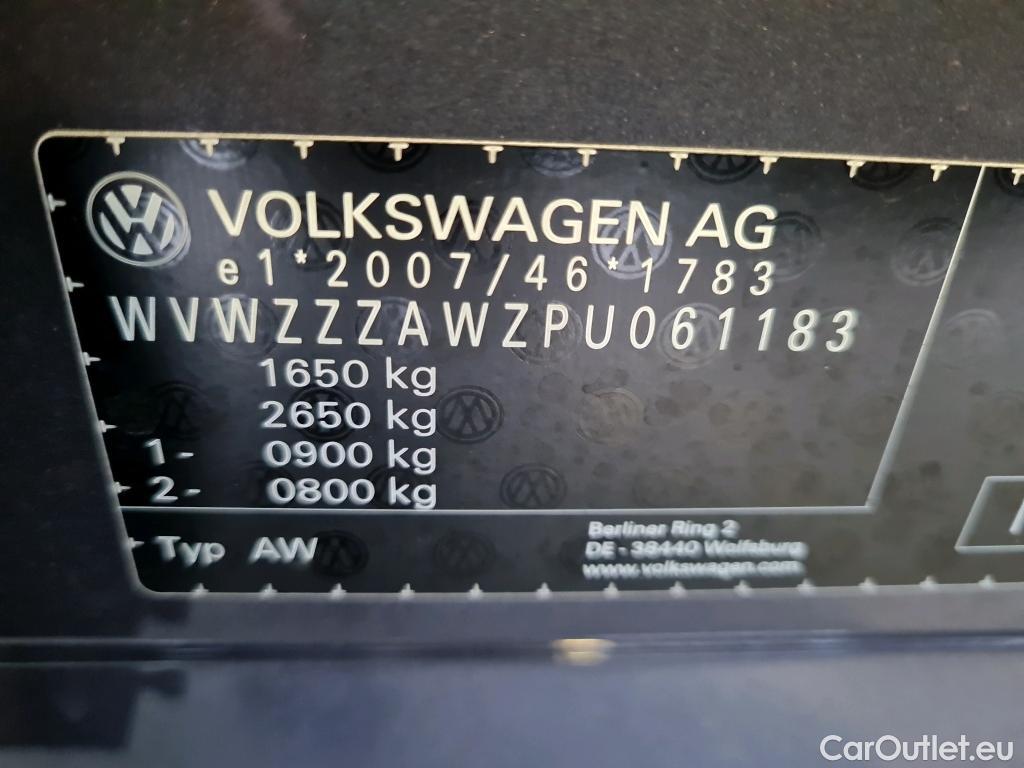 VOLKSWAGEN AG
e1*2007/46*1783
WVWZZZAWZPU061183
1650 kg
2650 kg
1- 0900 kg
2- 0800 kg
Typ AW
Berliner Ring 2
DE - 38440 Wolfsburg
www.volkswagen.com
CarOutlet.eu